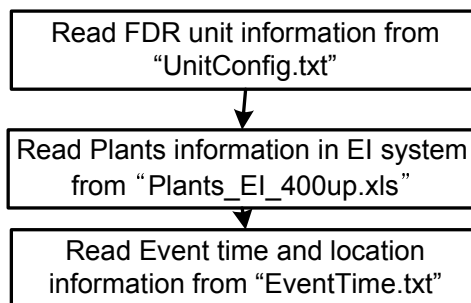 Read FDR unit information from
“UnitConfig.txt”
Read Plants information in EI system
from “Plants_EI_400up.xls”
Read Event time and location
information from “EventTime.txt”